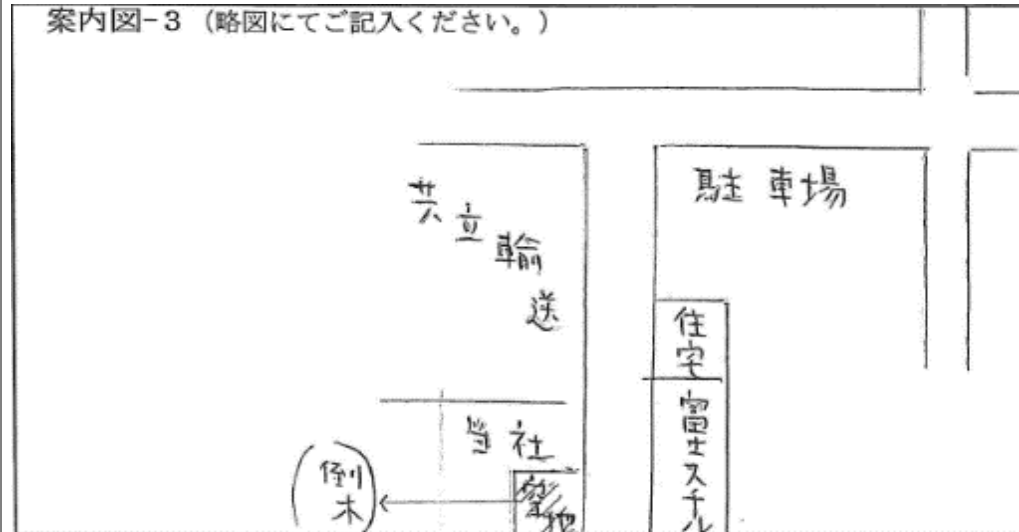 案内図-3 (略図にてご記入ください。)
共立輸送
駐車場
住宅
富士スチール
当社
(倒木)